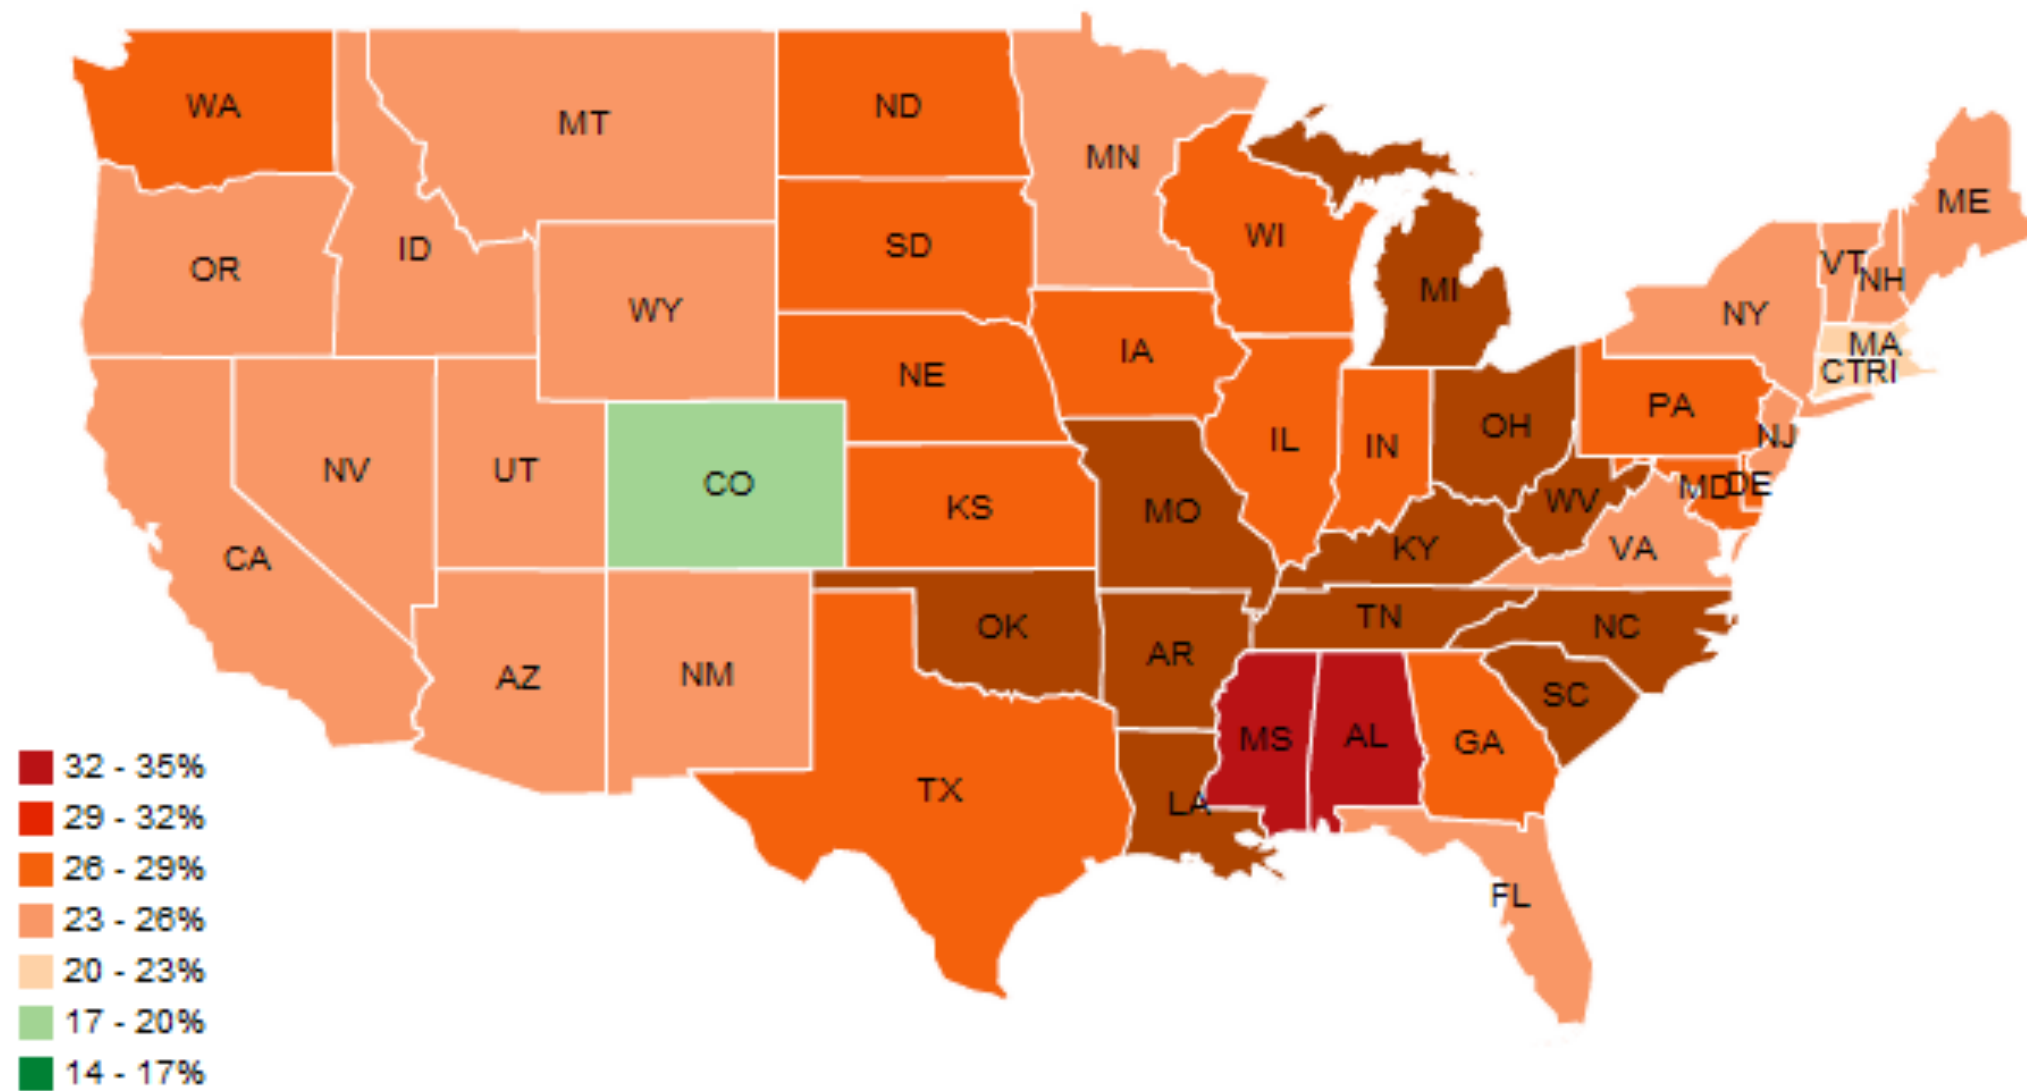 WA
MT
ND
MN
OR
ID
WY
SD
WI
MI
ME
VT
NH
NY
MA
CT
RI
NE
IA
PA
NJ
NV
UT
CO
KS
MO
IL
IN
OH
WV
MD
DE
VA
KY
CA
AZ
NM
OK
AR
TN
NC
SC
TX
LA
MS
AL
GA
FL
32 - 35%
29 - 32%
26 - 29%
23 - 26%
20 - 23%
17 - 20%
14 - 17%